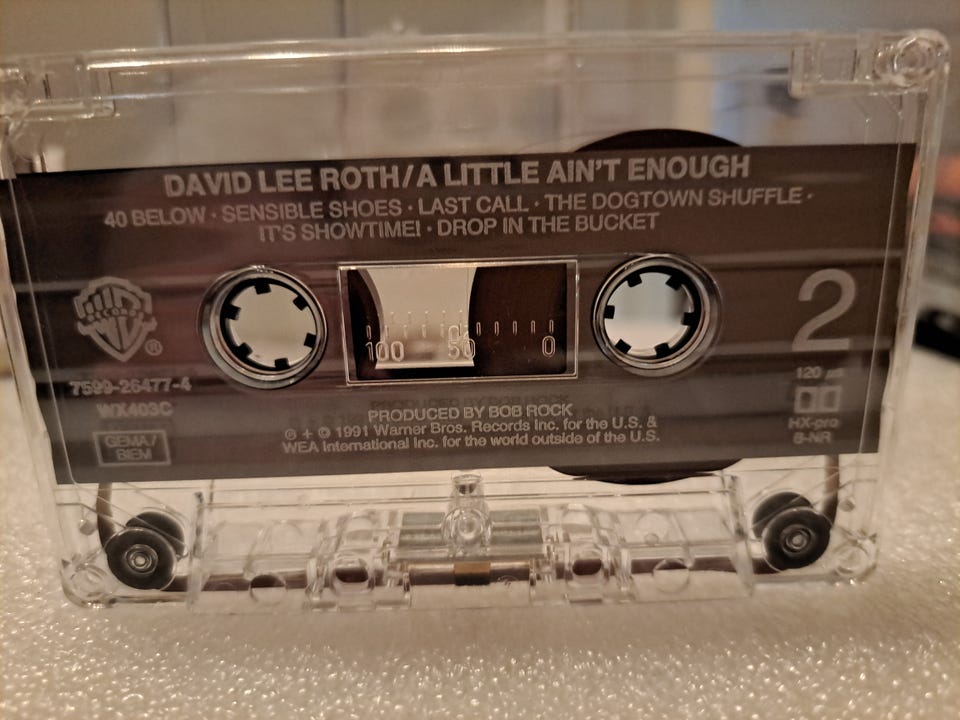 DAVID LEE ROTH/A LITTLE AIN'T ENOUGH
40 BELOW · SENSIBLE SHOES · LAST CALL · THE DOGTOWN SHUFFLE ·
IT'S SHOWTIME! · DROP IN THE BUCKET
RECORDS
®
2
100 50 0
7599-26477-4
WX403C
GEMA/
BIEM
120 µs
HX-pro
B-NR
PRODUCED BY BOB ROCK
℗ + © 1991 Warner Bros. Records Inc. for the U.S. &
WEA International Inc. for the world outside of the U.S.